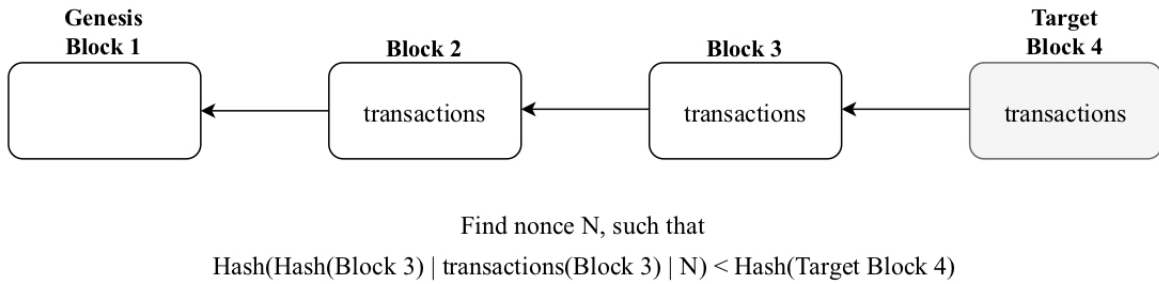 Genesis
Block 1
Block 2
Block 3
Target
Block 4
transactions
transactions
transactions
Find nonce N, such that
Hash(Hash(Block 3) | transactions(Block 3) | N) < Hash(Target Block 4)